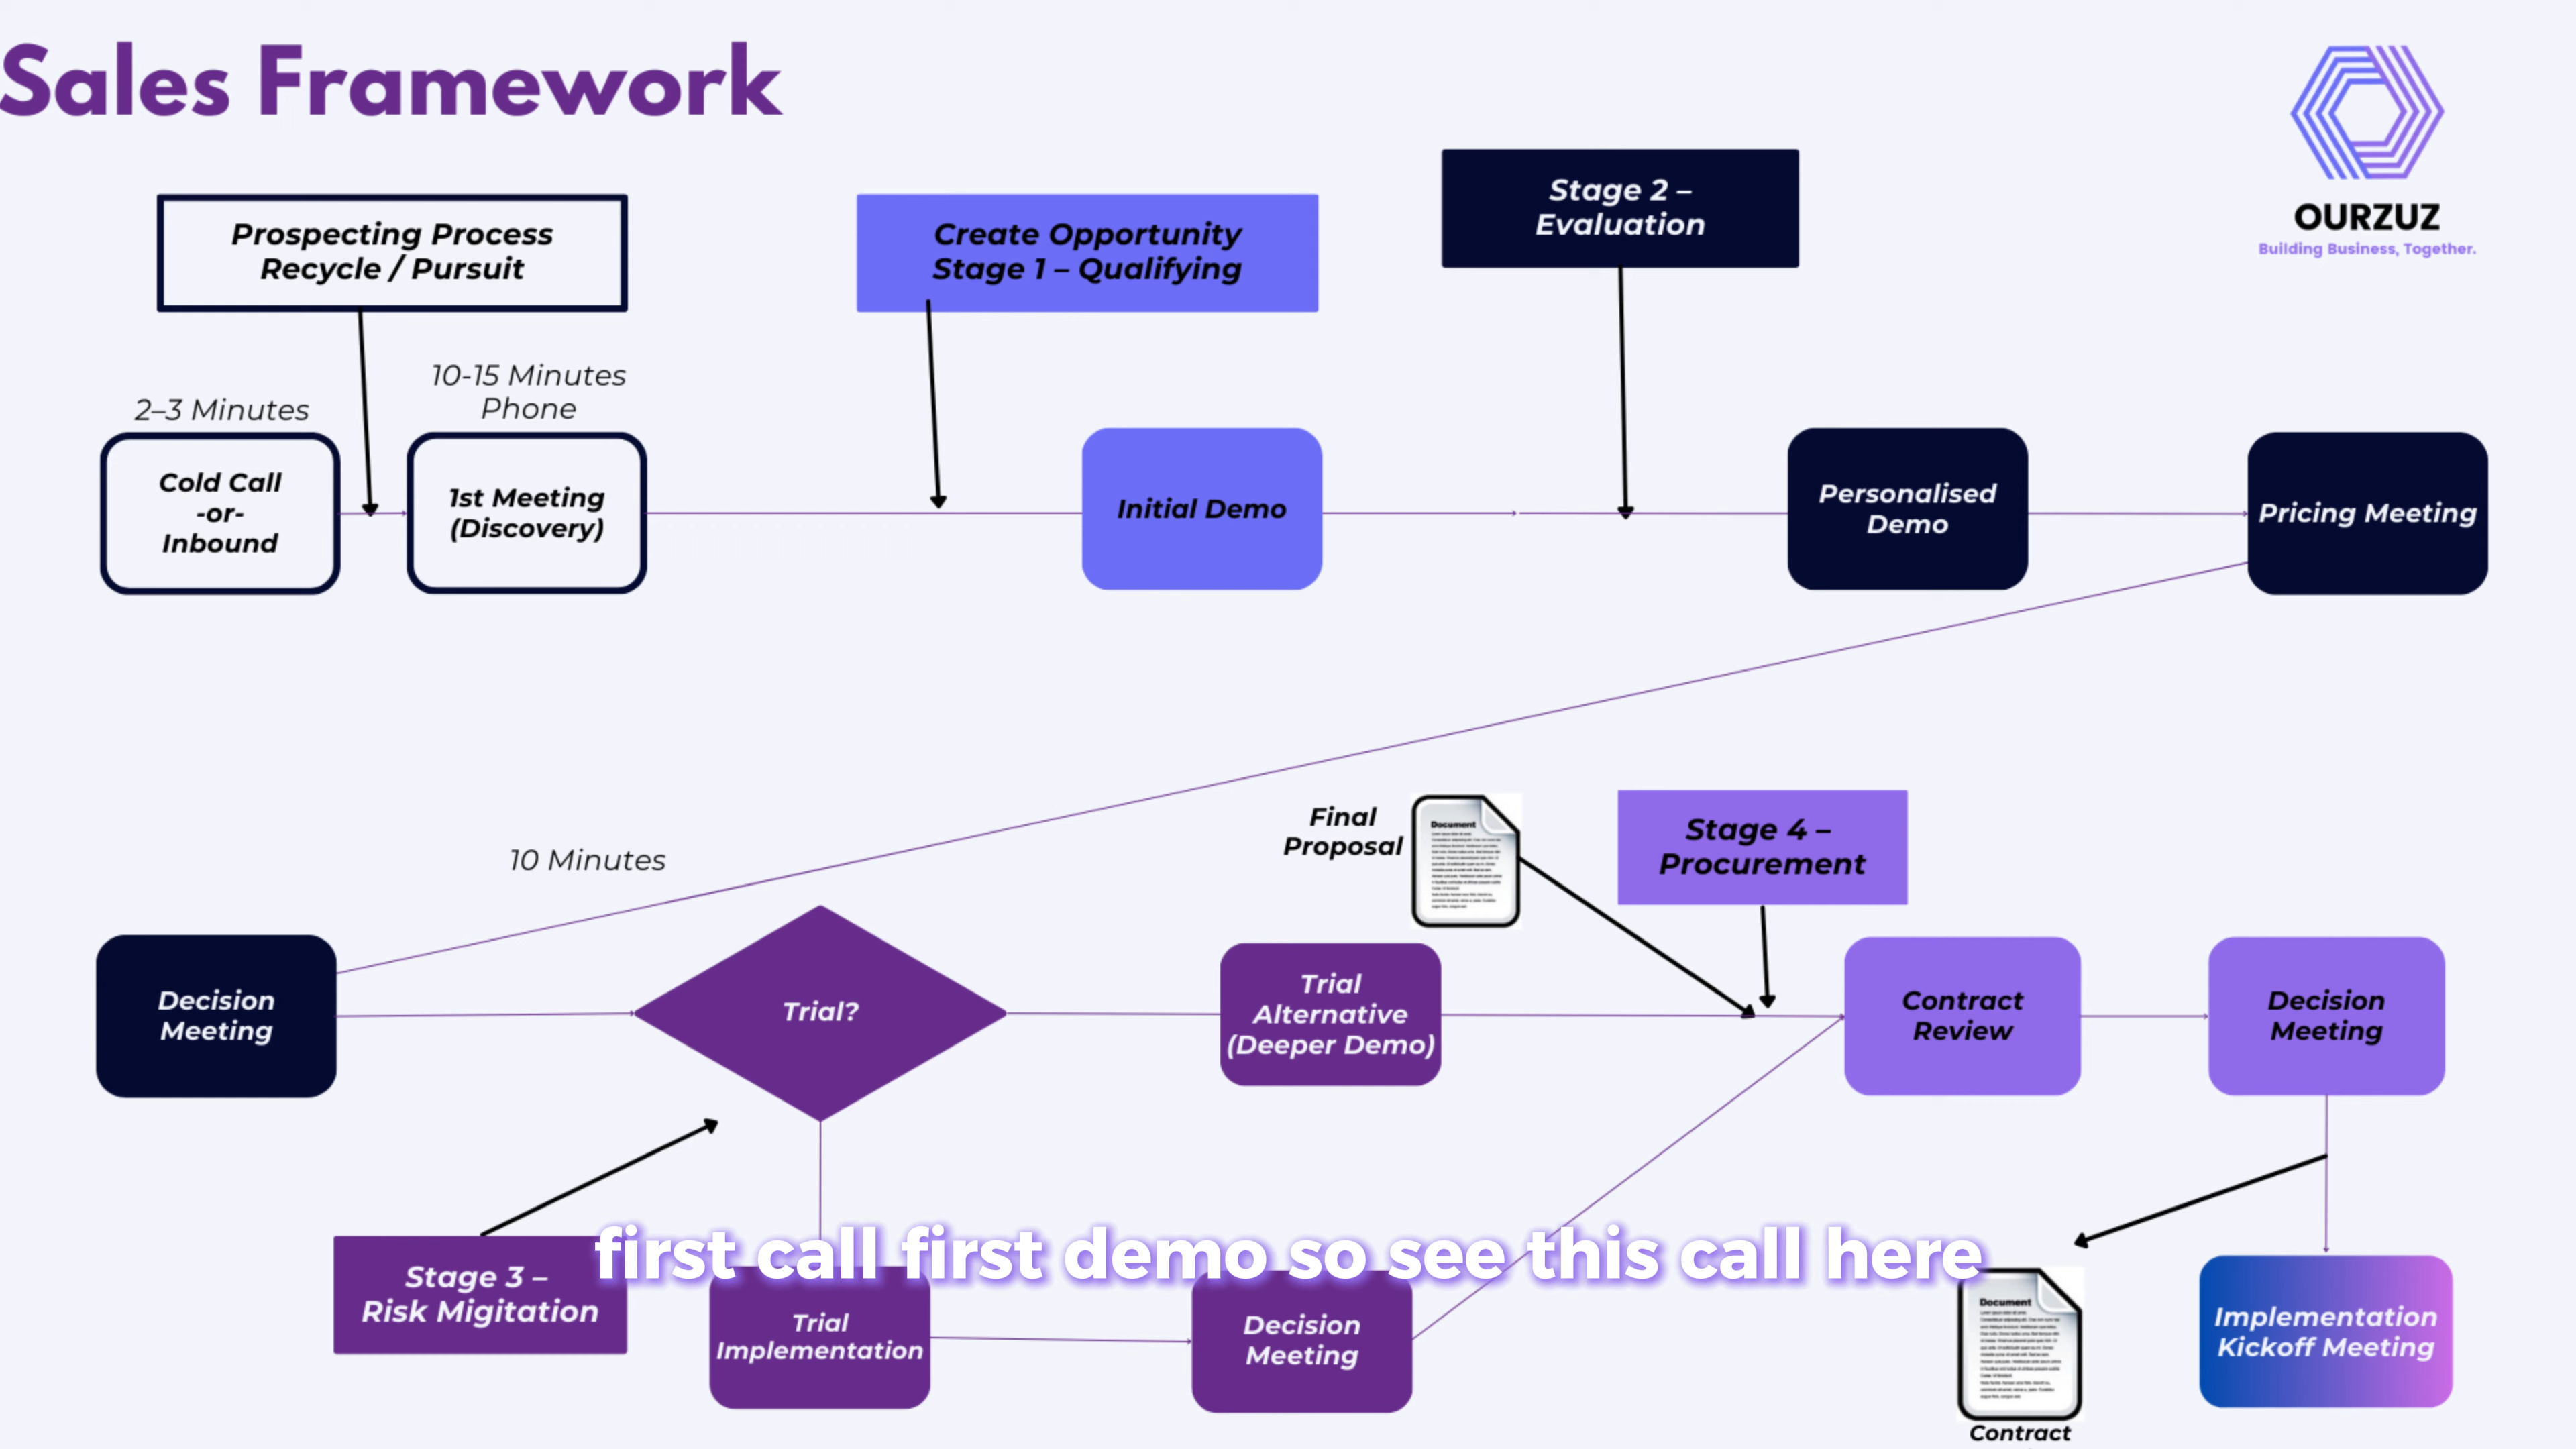 Sales Framework
OURZUZ
Building Business, Together.
Prospecting Process
Recycle / Pursuit
Create Opportunity
Stage 1 – Qualifying
Stage 2 –
Evaluation
2–3 Minutes
10-15 Minutes
Phone
Cold Call
-or-
Inbound
1st Meeting
(Discovery)
Initial Demo
Personalised
Demo
Pricing Meeting
10 Minutes
Final
Proposal
Document
Stage 4 –
Procurement
Decision
Meeting
Trial?
Trial
Alternative
(Deeper Demo)
Contract
Review
Decision
Meeting
Stage 3 –
Risk Migitation
first call first demo so see this call here
Trial
Implementation
Decision
Meeting
Document
Contract
Implementation
Kickoff Meeting